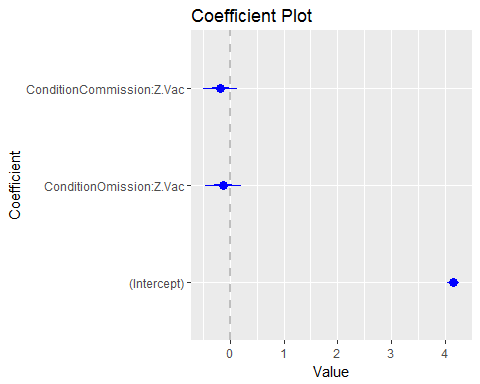 Coefficient Plot
ConditionCommission:Z.Vac
ConditionOmission:Z.Vac
(Intercept)
Coefficient
0 1 2 3 4
Value